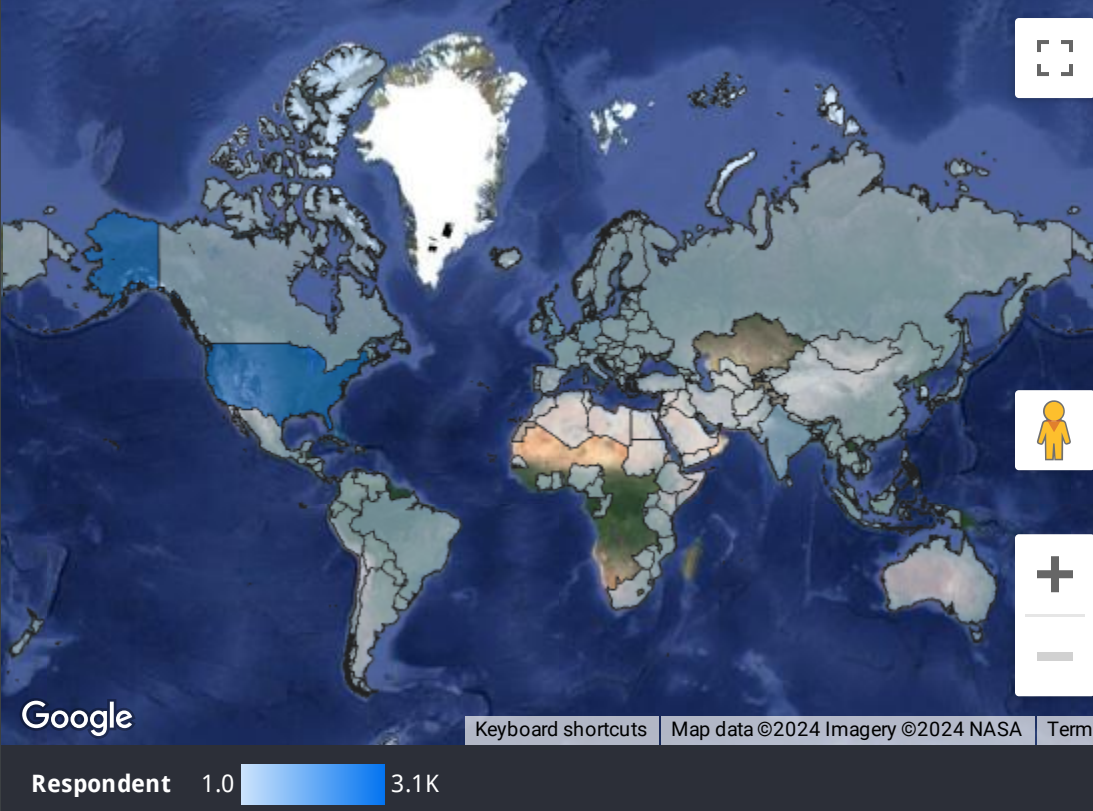 Google
Keyboard shortcuts
Map data ©2024 Imagery ©2024 NASA
Term
Respondent 1.0 3.1K